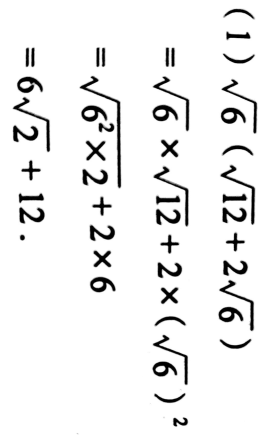 (1) √6 (√12 + 2√6)
= √6 × √12 + 2 × (√6)²
= √(6² × 2) + 2 × 6
= 6√2 + 12.